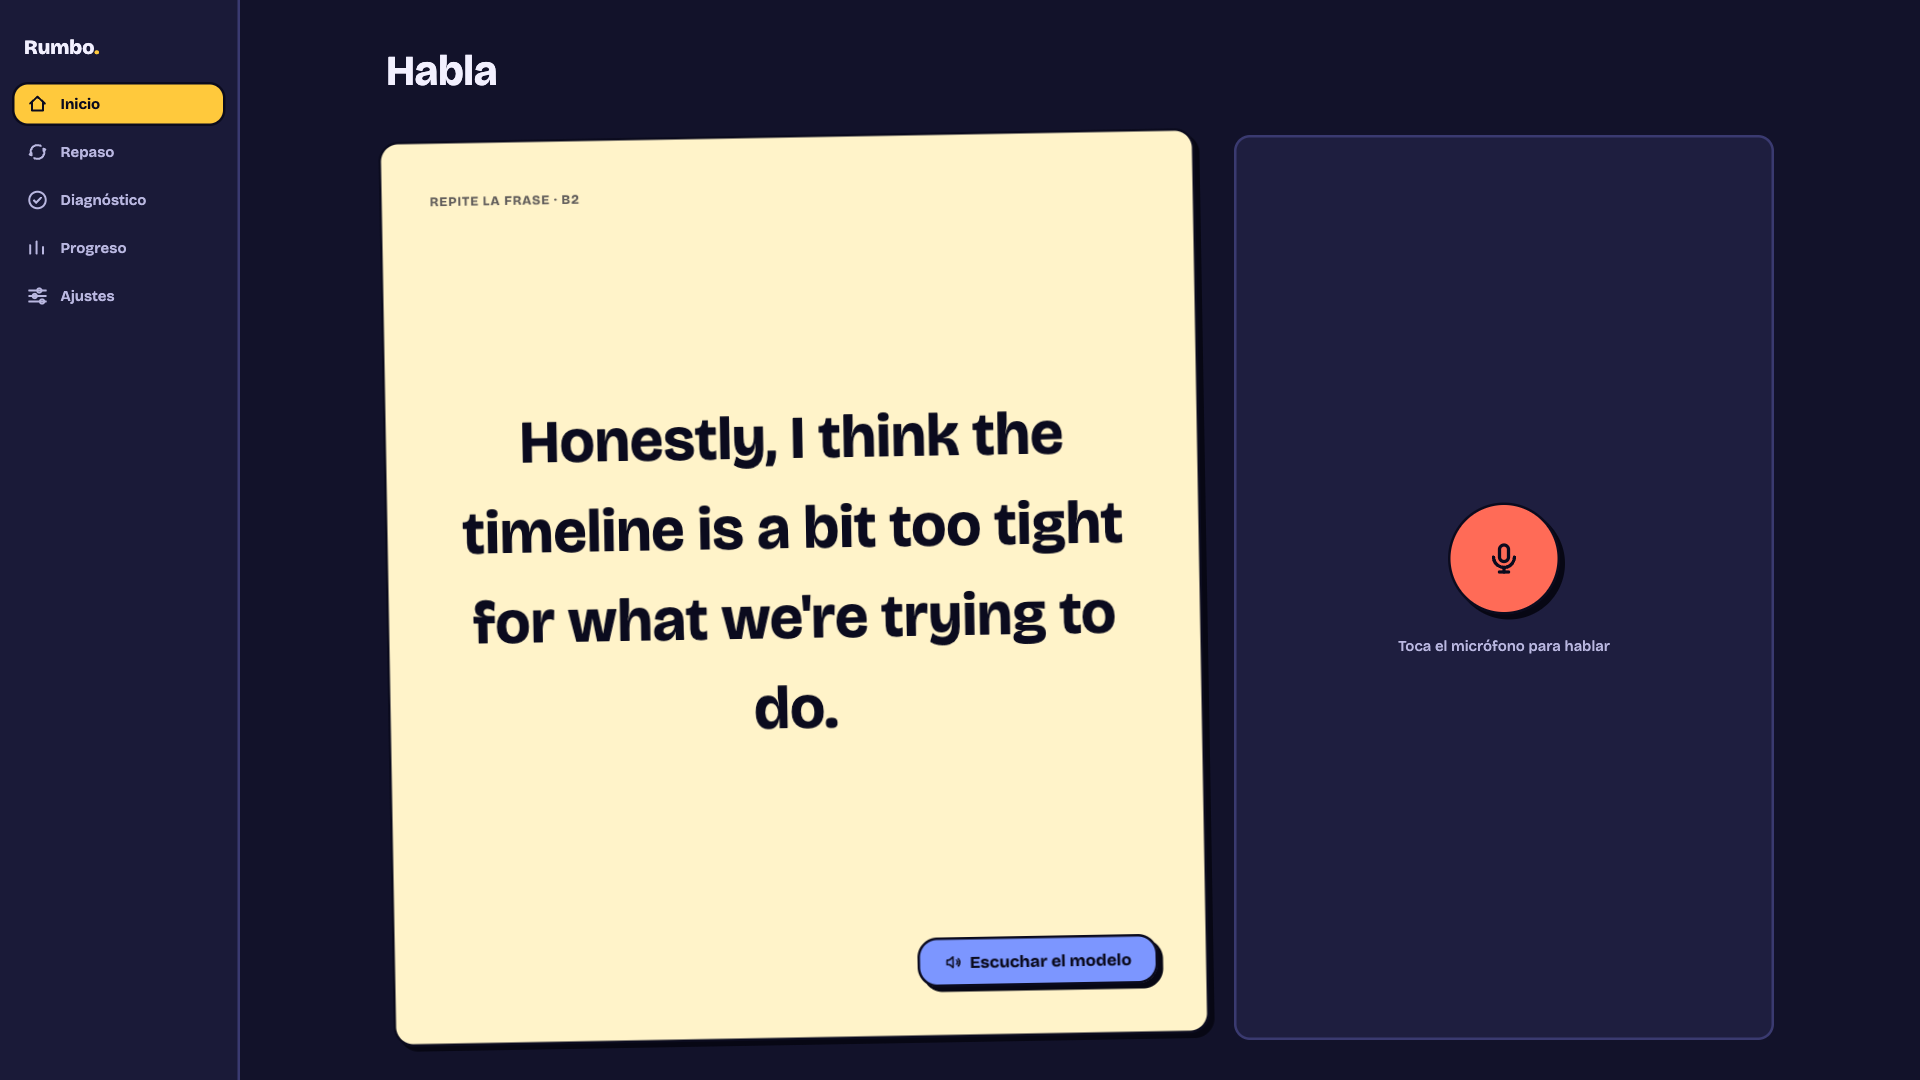 Rumbo.
Inicio
Repaso
Diagnóstico
Progreso
Ajustes
Habla
REPITE LA FRASE · B2
Honestly, I think the
timeline is a bit too tight
for what we're trying to
do.
Escuchar el modelo
Toca el micrófono para hablar